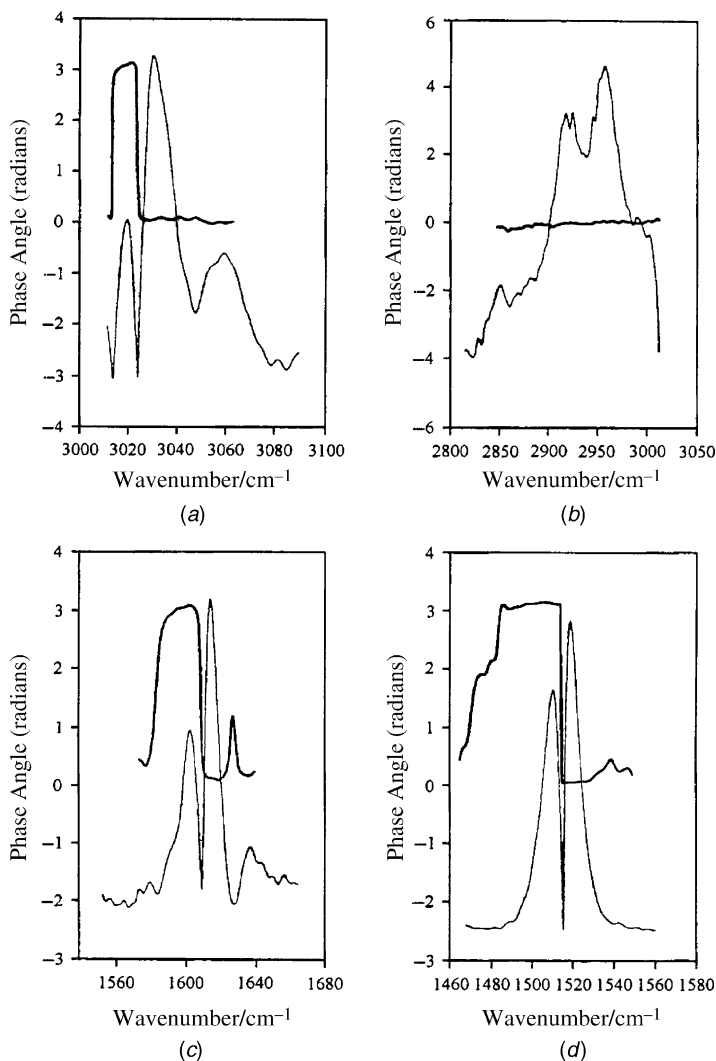 4
3
2
1
0
−1
−2
−3
−4
3000 3020 3040 3060 3080 3100
Phase Angle (radians)
Wavenumber/cm⁻¹
(a)
6
4
2
0
−2
−4
−6
2800 2850 2900 2950 3000 3050
Phase Angle (radians)
Wavenumber/cm⁻¹
(b)
4
3
2
1
0
−1
−2
−3
1560 1600 1640 1680
Phase Angle (radians)
Wavenumber/cm⁻¹
(c)
4
3
2
1
0
−1
−2
−3
1460 1480 1500 1520 1540 1560 1580
Phase Angle (radians)
Wavenumber/cm⁻¹
(d)